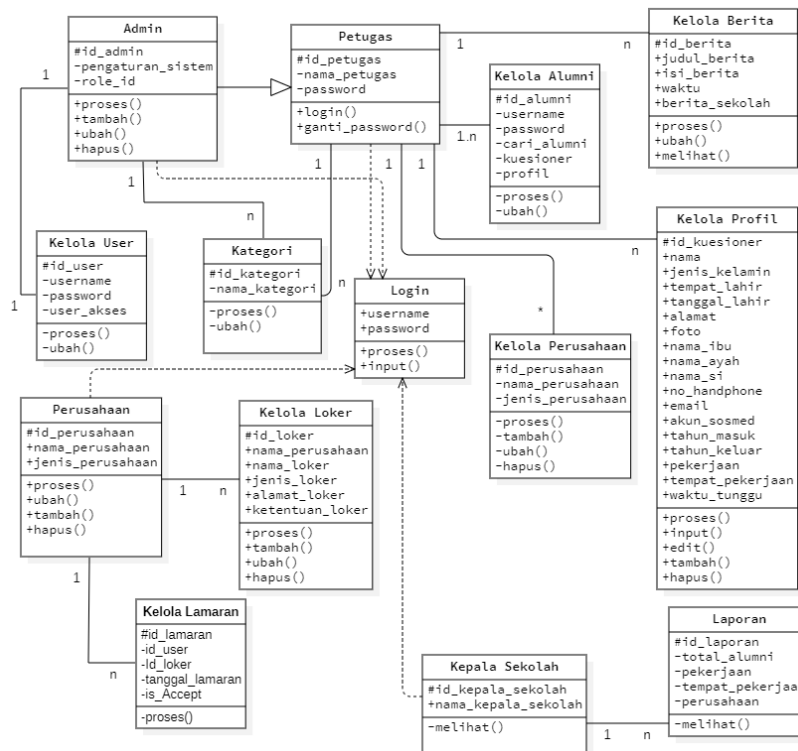 Admin
#id_admin
-pengaturan_sistem
-role_id
+proses()
+tambah()
+ubah()
+hapus()
Petugas
#id_petugas
-nama_petugas
-password
+login()
+ganti_password()
Kelola Berita
#id_berita
+judul_berita
+isi_berita
+waktu
+berita_sekolah
+proses()
+ubah()
+melihat()
Kelola Alumni
#id_alumni
-username
-password
-cari_alumni
-kuesioner
-profil
-proses()
-ubah()
1
n
1
1.n
1
1
1
1
n
n
n
Kelola User
#id_user
-username
-password
-user_akses
-proses()
-ubah()
1
Kategori
#id_kategori
-nama_kategori
-proses()
-ubah()
Login
+username
+password
+proses()
+input()
*
Kelola Profil
#id_kuesioner
+nama
+jenis_kelamin
+tempat_lahir
+tanggal_lahir
+alamat
+foto
+nama_ibu
+nama_ayah
+nama_si
+no_handphone
+email
+akun_sosmed
+tahun_masuk
+tahun_keluar
+pekerjaan
+tempat_pekerjaan
+waktu_tunggu
+proses()
+input()
+edit()
+tambah()
+hapus()
Kelola Perusahaan
#id_perusahaan
-nama_perusahaan
-jenis_perusahaan
-proses()
-tambah()
-ubah()
-hapus()
Perusahaan
#id_perusahaan
+nama_perusahaan
+jenis_perusahaan
+proses()
+ubah()
+tambah()
+hapus()
1
n
Kelola Loker
#id_loker
+nama_perusahaan
+nama_loker
+jenis_loker
+alamat_loker
+ketentuan_loker
+proses()
+tambah()
+ubah()
+hapus()
1
n
Kelola Lamaran
#id_lamaran
-id_user
-Id_loker
-tanggal_lamaran
-is_Accept
-proses()
Kepala Sekolah
#id_kepala_sekolah
+nama_kepala_sekolah
-melihat()
1
n
Laporan
#id_laporan
-total_alumni
-pekerjaan
-tempat_pekerjaa
-perusahaan
-melihat()